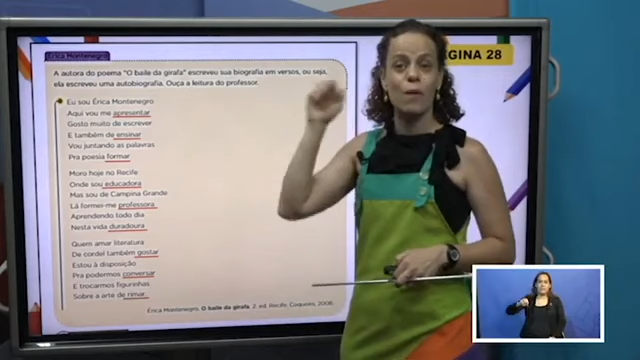 Érica Montenegro
PÁGINA 28
A autora do poema "O baile da girafa" escreveu sua biografia em versos, ou seja,
ela escreveu uma autobiografia. Ouça a leitura do professor.
Eu sou Érica Montenegro
Aqui vou me apresentar
Gosto muito de escrever
E também de ensinar
Vou juntando as palavras
Pra poesia formar
Moro hoje no Recife
Onde sou educadora
Mas sou de Campina Grande
Lá formei-me professora
Aprendendo todo dia
Nesta vida duradoura
Quem amar literatura
De cordel também gostar
Estou à disposição
Pra podermos conversar
E trocarmos figurinhas
Sobre a arte de rimar.
Érica Montenegro. O baile da girafa. 2. ed. Recife, Coqueiro, 2008.